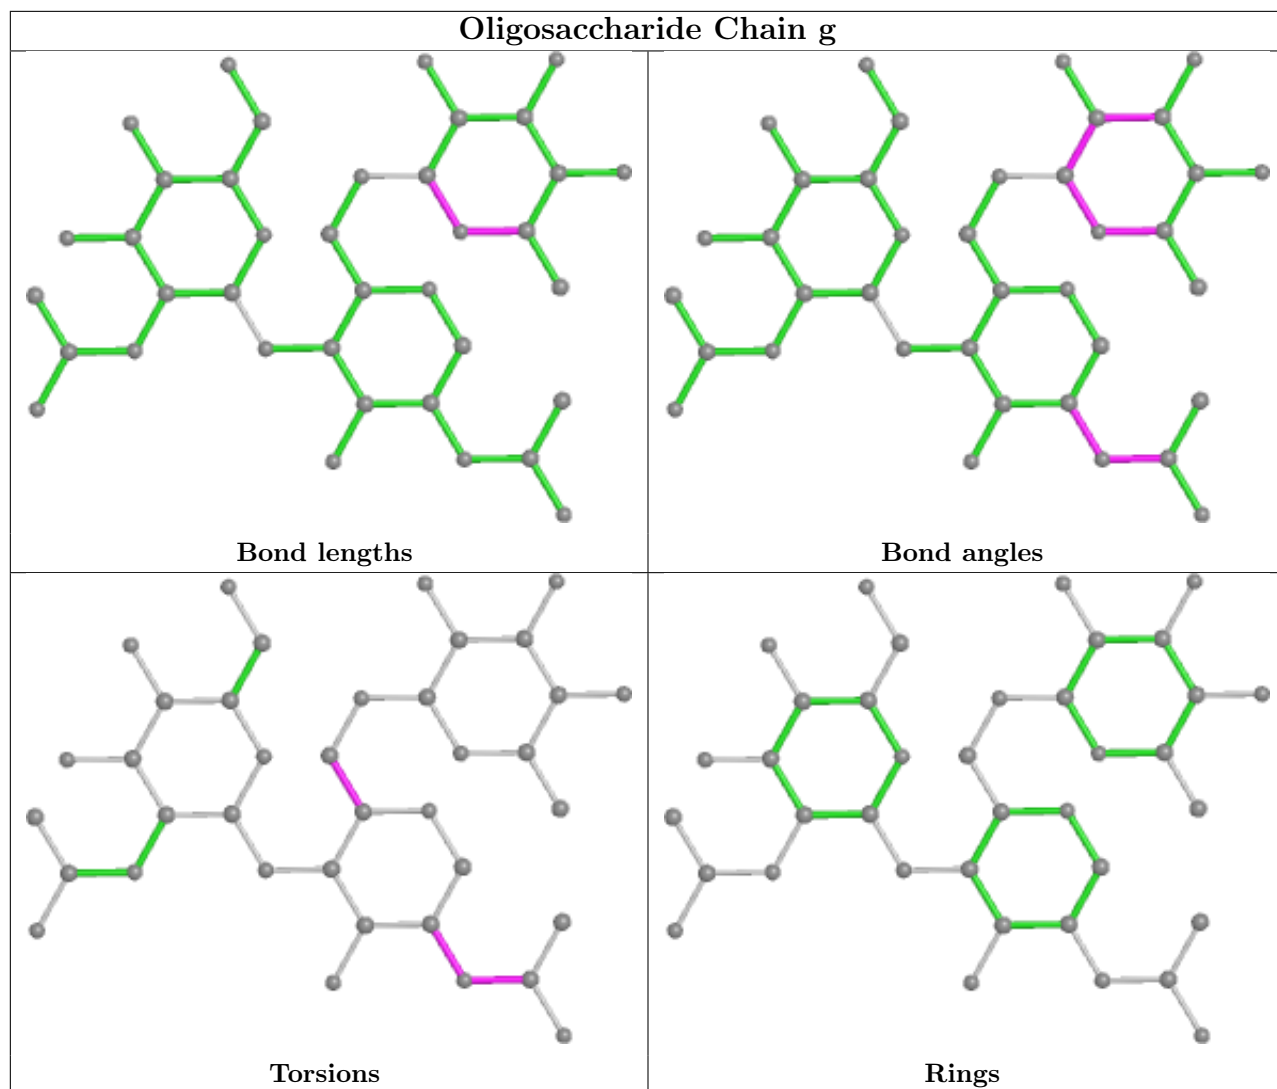 Oligosaccharide Chain g
Bond lengths
Bond angles
Torsions
Rings